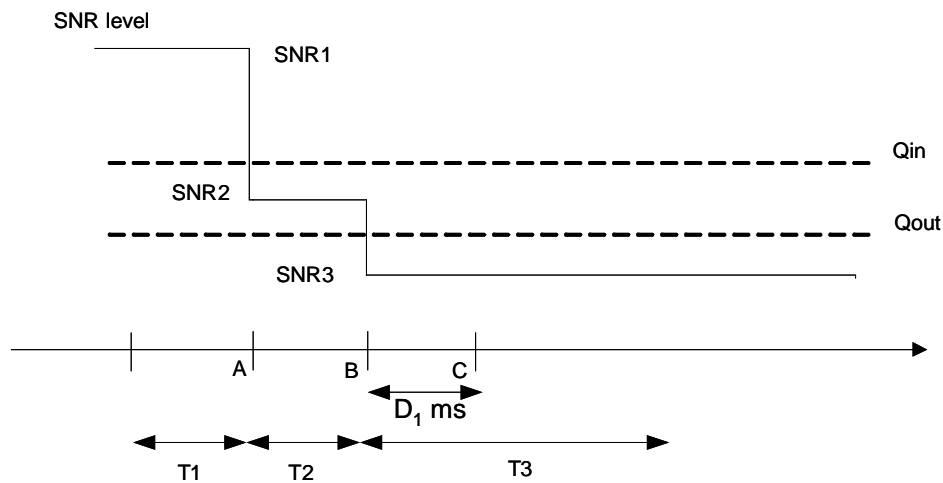 SNR level
SNR1
Qin
SNR2
Qout
SNR3
A
B
C
D₁ ms
T1
T2
T3